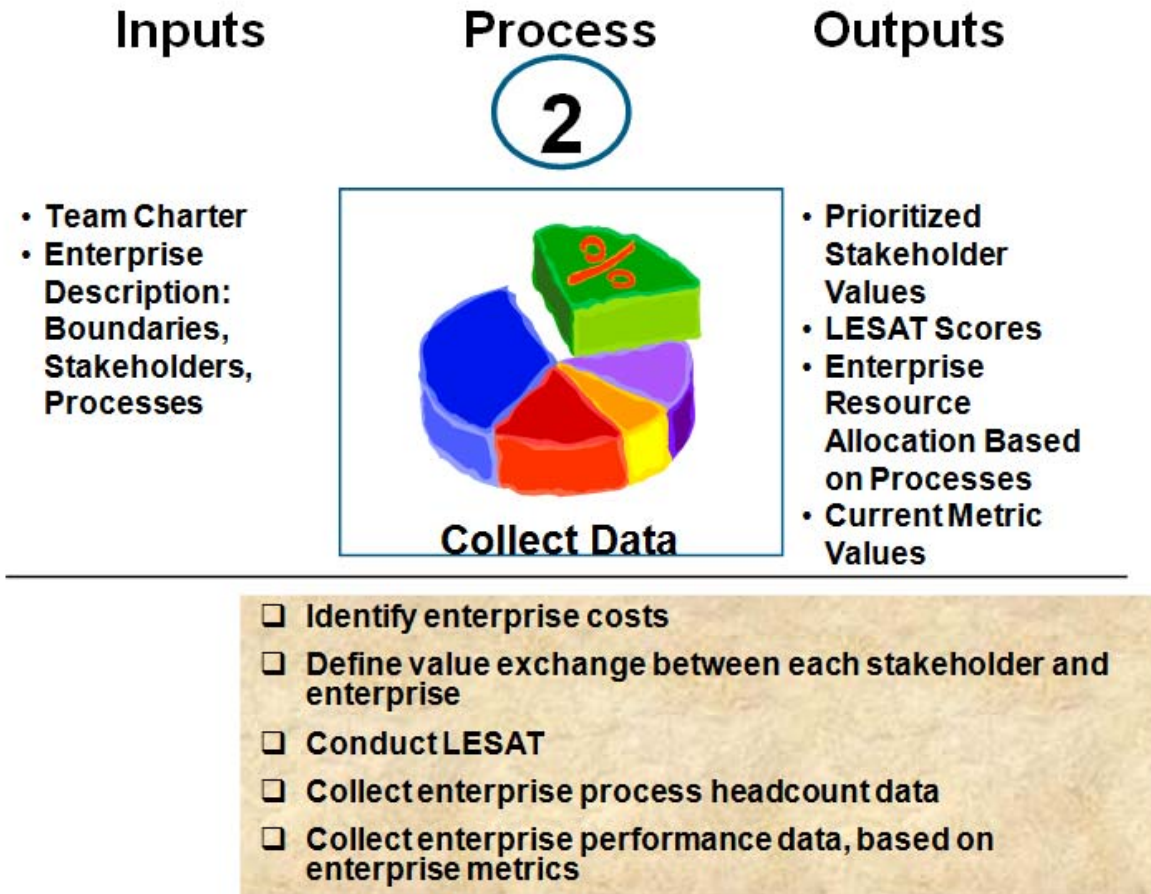 Inputs Process Outputs
2
• Team Charter
• Enterprise
Description:
Boundaries,
Stakeholders,
Processes
%
Collect Data
• Prioritized
Stakeholder
Values
• LESAT Scores
• Enterprise
Resource
Allocation Based
on Processes
• Current Metric
Values
❑ Identify enterprise costs
❑ Define value exchange between each stakeholder and
enterprise
❑ Conduct LESAT
❑ Collect enterprise process headcount data
❑ Collect enterprise performance data, based on
enterprise metrics